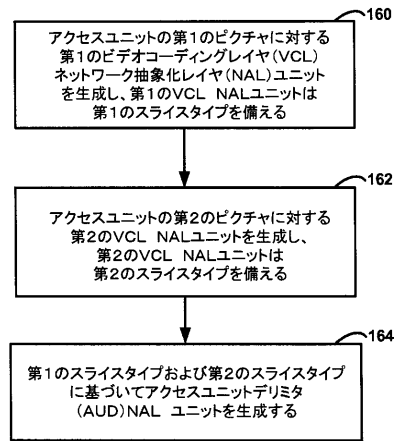 160
アクセスユニットの第1のピクチャに対する
第1のビデオコーディングレイヤ(VCL)
ネットワーク抽象化レイヤ(NAL)ユニット
を生成し、第1のVCL NALユニットは
第1のスライスタイプを備える
162
アクセスユニットの第2のピクチャに対する
第2のVCL NALユニットを生成し、
第2のVCL NALユニットは
第2のスライスタイプを備える
164
第1のスライスタイプおよび第2のスライスタイプ
に基づいてアクセスユニットデリミタ
(AUD)NAL ユニットを生成する